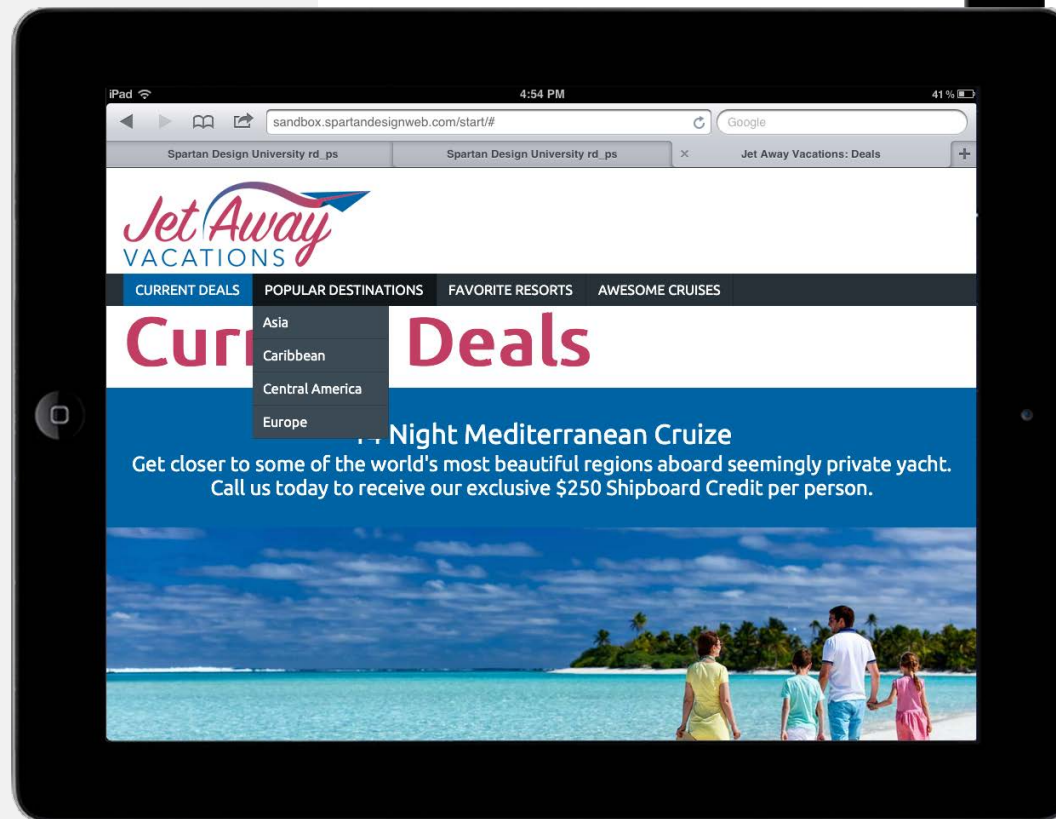 iPad 4:54 PM 41%
sandbox.spartandesignweb.com/start/# Google
Spartan Design University rd_ps Spartan Design University rd_ps × Jet Away Vacations: Deals +
Jet Away
VACATIONS
CURRENT DEALS POPULAR DESTINATIONS FAVORITE RESORTS AWESOME CRUISES
Asia
Caribbean
Central America
Europe
Deals
Night Mediterranean Cruize
Get closer to some of the world's most beautiful regions aboard seemingly private yacht.
Call us today to receive our exclusive $250 Shipboard Credit per person.